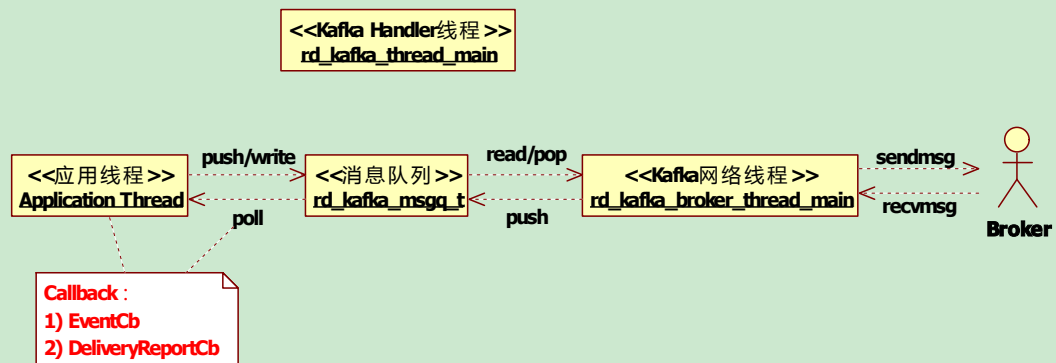 <<Kafka Handler线程>>
rd_kafka_thread_main
push/write
read/pop
sendmsg
<<应用线程>>
Application Thread
<<消息队列>>
rd_kafka_msgq_t
<<Kafka网络线程>>
rd_kafka_broker_thread_main
poll
push
recvmsg
Broker
Callback：
1) EventCb
2) DeliveryReportCb